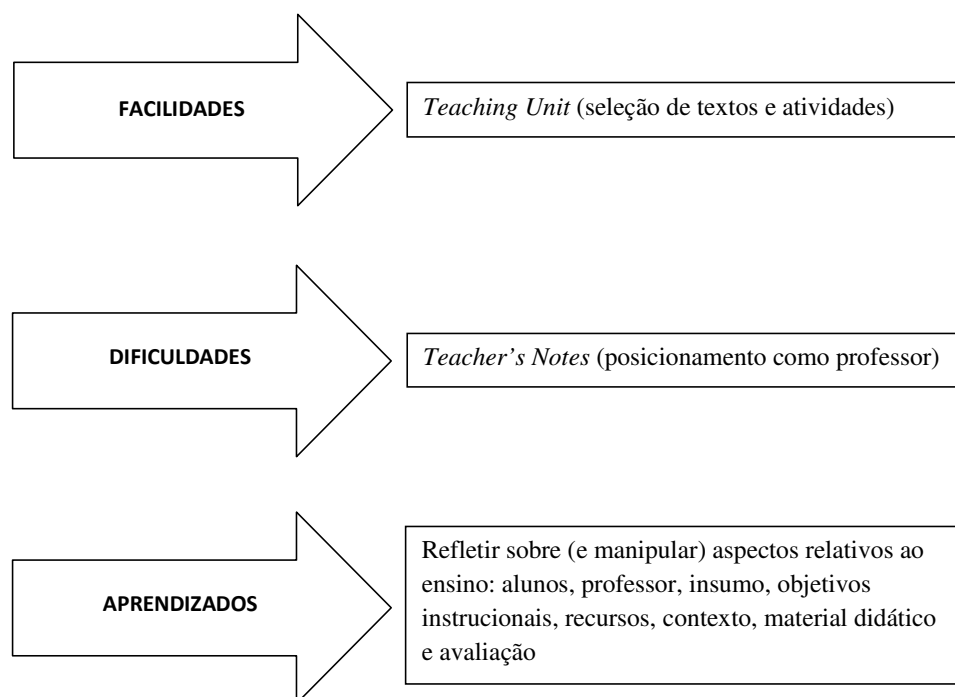 FACILIDADES
Teaching Unit (seleção de textos e atividades)
DIFICULDADES
Teacher’s Notes (posicionamento como professor)
APRENDIZADOS
Refletir sobre (e manipular) aspectos relativos ao
ensino: alunos, professor, insumo, objetivos
instrucionais, recursos, contexto, material didático
e avaliação